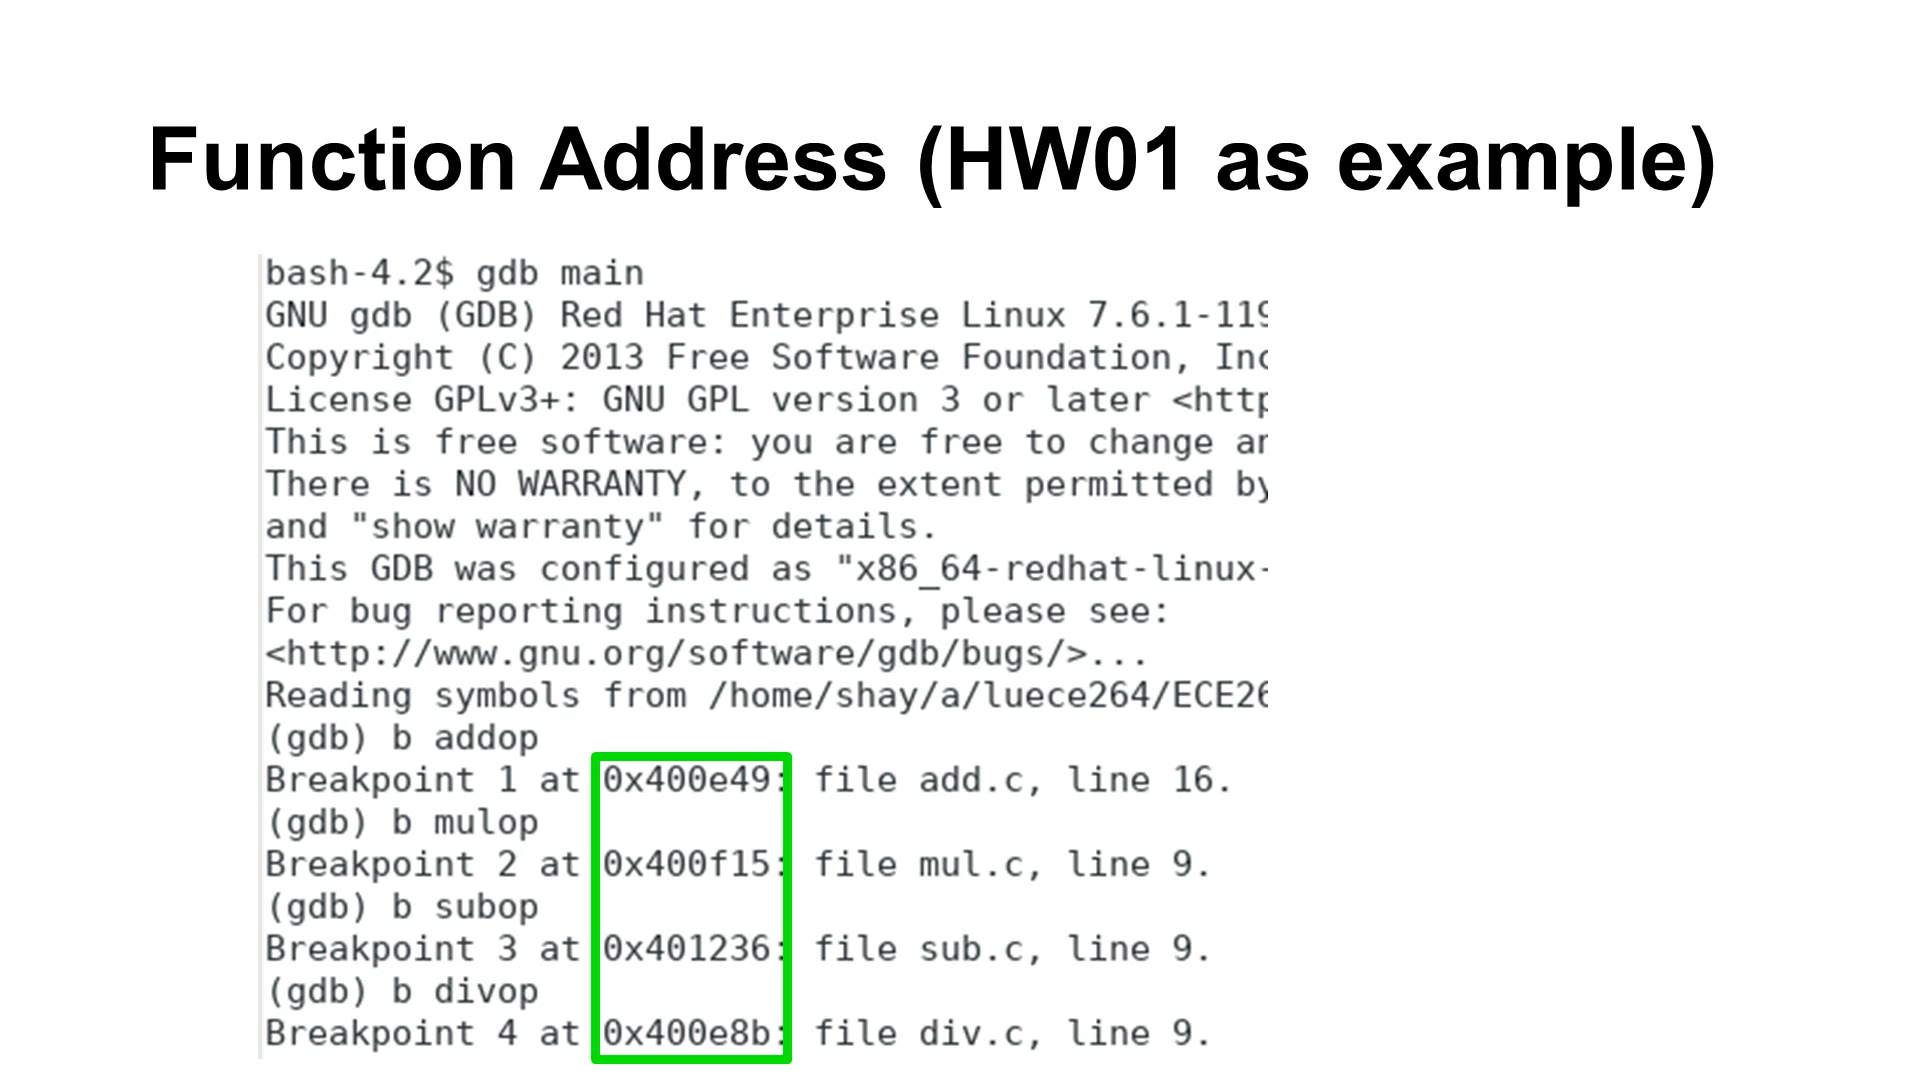 Function Address (HW01 as example)
bash-4.2$ gdb main
GNU gdb (GDB) Red Hat Enterprise Linux 7.6.1-119
Copyright (C) 2013 Free Software Foundation, Inc
License GPLv3+: GNU GPL version 3 or later <http
This is free software: you are free to change an
There is NO WARRANTY, to the extent permitted by
and "show warranty" for details.
This GDB was configured as "x86_64-redhat-linux-
For bug reporting instructions, please see:
<http://www.gnu.org/software/gdb/bugs/>...
Reading symbols from /home/shay/a/luece264/ECE26
(gdb) b addop
Breakpoint 1 at 0x400e49: file add.c, line 16.
(gdb) b mulop
Breakpoint 2 at 0x400f15: file mul.c, line 9.
(gdb) b subop
Breakpoint 3 at 0x401236: file sub.c, line 9.
(gdb) b divop
Breakpoint 4 at 0x400e8b: file div.c, line 9.